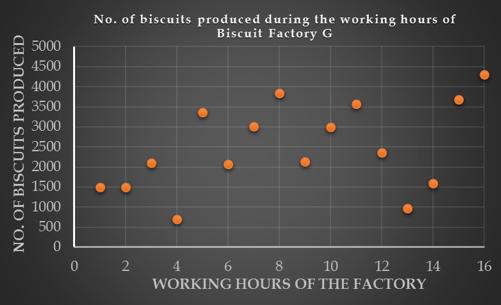 No. of biscuits produced during the working hours of
Biscuit Factory G
NO. OF BISCUITS PRODUCED
5000
4500
4000
3500
3000
2500
2000
1500
1000
500
0
0 2 4 6 8 10 12 14 16
WORKING HOURS OF THE FACTORY